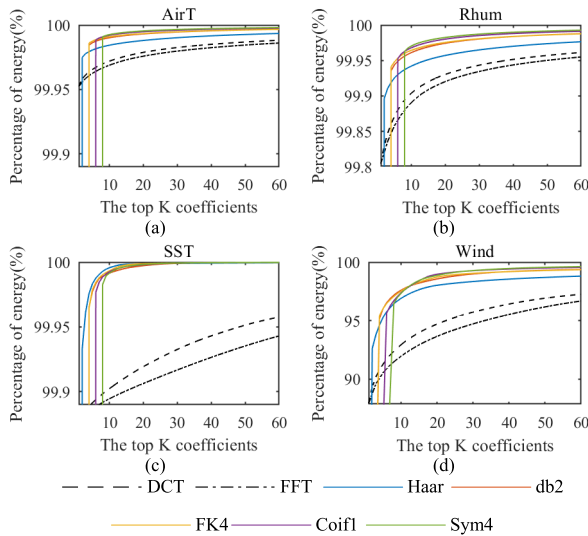 AirT
Percentage of energy(%)
100
99.95
99.9
10 20 30 40 50 60
The top K coefficients
(a)
Rhum
Percentage of energy(%)
100
99.95
99.9
99.85
99.8
10 20 30 40 50 60
The top K coefficients
(b)
SST
Percentage of energy(%)
100
99.95
99.9
10 20 30 40 50 60
The top K coefficients
(c)
Wind
Percentage of energy(%)
100
95
90
10 20 30 40 50 60
The top K coefficients
(d)
DCT FFT Haar db2
FK4 Coif1 Sym4